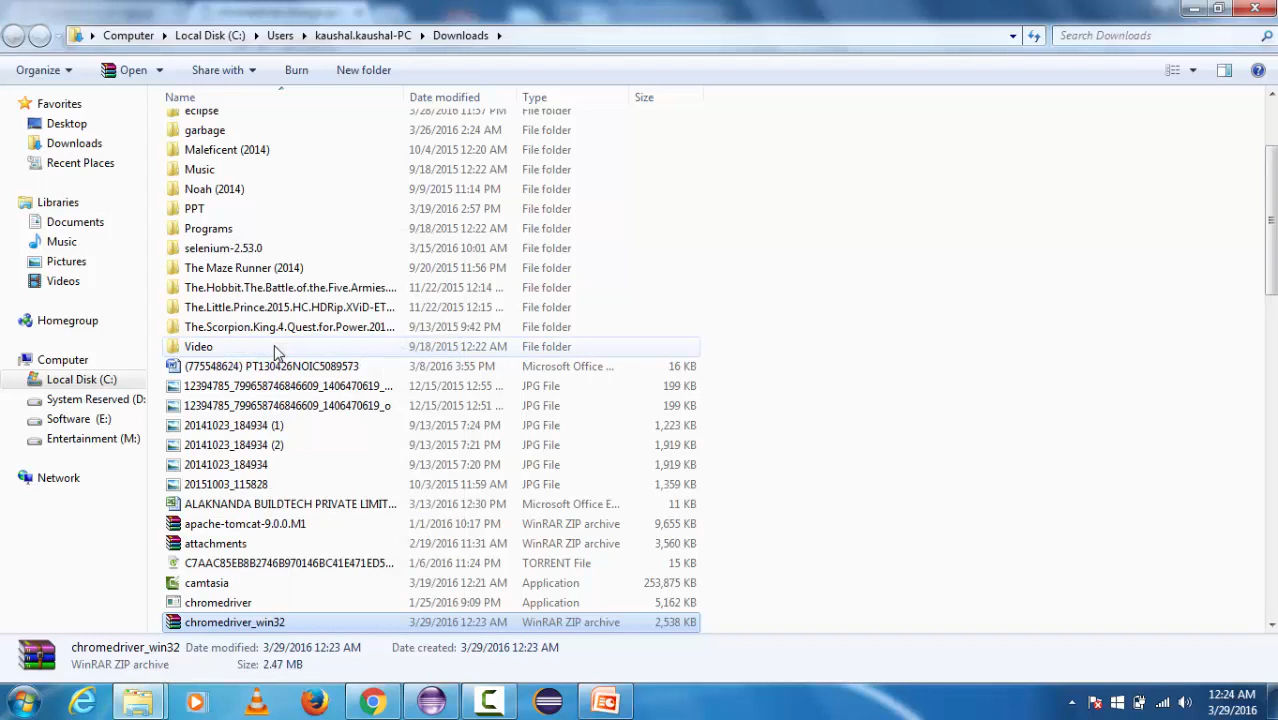 Computer Local Disk (C:) Users kaushal.kaushal-PC Downloads Search Downloads
Organize Open Share with Burn New folder
Name Date modified Type Size
Favorites
Desktop
Downloads
Recent Places
Libraries
Documents
Music
Pictures
Videos
Homegroup
Computer
Local Disk (C:)
System Reserved (D:
Software (E:)
Entertainment (M:)
Network
eclipse 3/28/2016 11:57 PM File folder
garbage 3/26/2016 2:24 AM File folder
Maleficent (2014) 10/4/2015 12:20 AM File folder
Music 9/18/2015 12:22 AM File folder
Noah (2014) 9/9/2015 11:14 PM File folder
PPT 3/19/2016 2:57 PM File folder
Programs 9/18/2015 12:22 AM File folder
selenium-2.53.0 3/15/2016 10:01 AM File folder
The Maze Runner (2014) 9/20/2015 11:56 PM File folder
The.Hobbit.The.Battle.of.the.Five.Armies.... 11/22/2015 12:14 ... File folder
The.Little.Prince.2015.HC.HDRip.XViD-ET... 11/22/2015 12:15 ... File folder
The.Scorpion.King.4.Quest.for.Power.201... 9/13/2015 9:42 PM File folder
Video 9/18/2015 12:22 AM File folder
(775548624) PT130426NOIC5089573 3/8/2016 3:55 PM Microsoft Office ... 16 KB
12394785_799658746846609_1406470619_... 12/15/2015 12:55 ... JPG File 199 KB
12394785_799658746846609_1406470619_o 12/15/2015 12:51 ... JPG File 199 KB
20141023_184934 (1) 9/13/2015 7:24 PM JPG File 1,223 KB
20141023_184934 (2) 9/13/2015 7:21 PM JPG File 1,919 KB
20141023_184934 9/13/2015 7:20 PM JPG File 1,919 KB
20151003_115828 10/3/2015 11:59 AM JPG File 1,359 KB
ALAKNANDA BUILDTECH PRIVATE LIMIT... 3/13/2016 12:30 PM Microsoft Office E... 11 KB
apache-tomcat-9.0.0.M1 1/1/2016 10:17 PM WinRAR ZIP archive 9,655 KB
attachments 2/19/2016 11:31 AM WinRAR ZIP archive 3,560 KB
C7AAC85EB8B2746B970146BC41E471ED5... 1/6/2016 11:24 PM TORRENT File 15 KB
camtasia 3/19/2016 12:21 AM Application 253,875 KB
chromedriver 1/25/2016 9:09 PM Application 5,162 KB
chromedriver_win32 3/29/2016 12:23 AM WinRAR ZIP archive 2,538 KB
chromedriver_win32 Date modified: 3/29/2016 12:23 AM Date created: 3/29/2016 12:23 AM
WinRAR ZIP archive Size: 2.47 MB
12:24 AM
3/29/2016